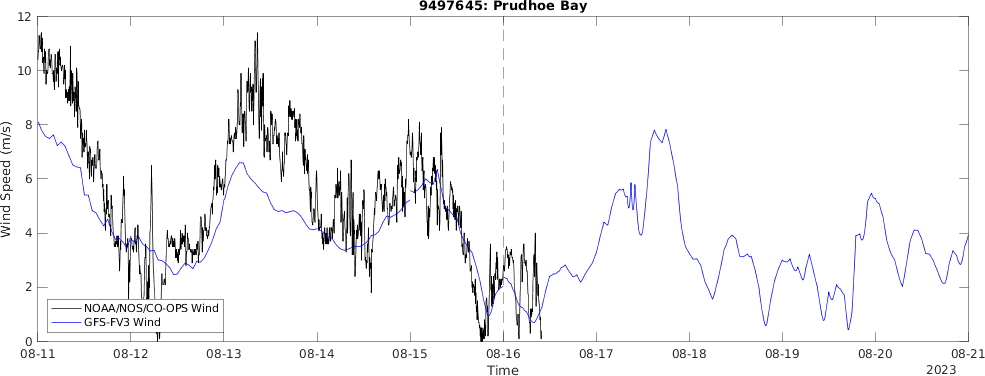 9497645: Prudhoe Bay
12
10
8
6
4
2
0
Wind Speed (m/s)
NOAA/NOS/CO-OPS Wind
GFS-FV3 Wind
08-11 08-12 08-13 08-14 08-15 08-16 08-17 08-18 08-19 08-20 08-21
Time
2023